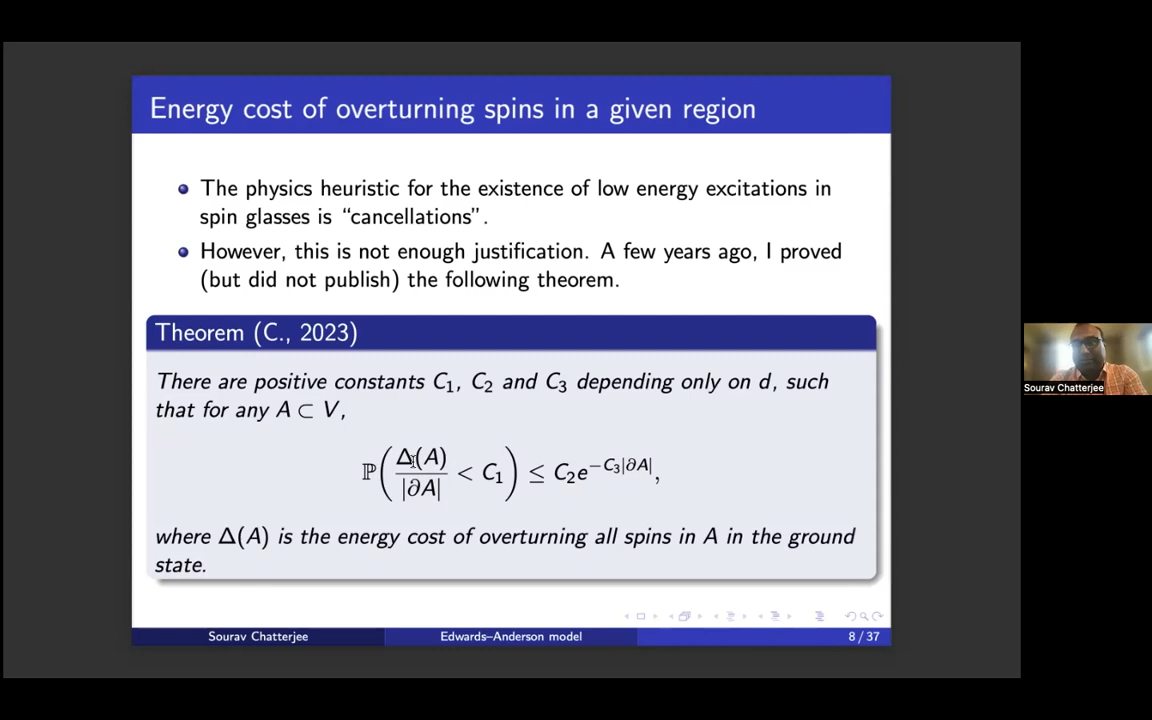 Energy cost of overturning spins in a given region
The physics heuristic for the existence of low energy excitations in
spin glasses is “cancellations”.
However, this is not enough justification. A few years ago, I proved
(but did not publish) the following theorem.
Theorem (C., 2023)
There are positive constants C₁, C₂ and C₃ depending only on d, such
that for any A ⊂ V,
ℙ(Δ(A)/|∂A| < C₁) ≤ C₂e^{−C₃|∂A|},
where Δ(A) is the energy cost of overturning all spins in A in the ground
state.
Sourav Chatterjee Edwards–Anderson model 8 / 37
Sourav Chatterjee